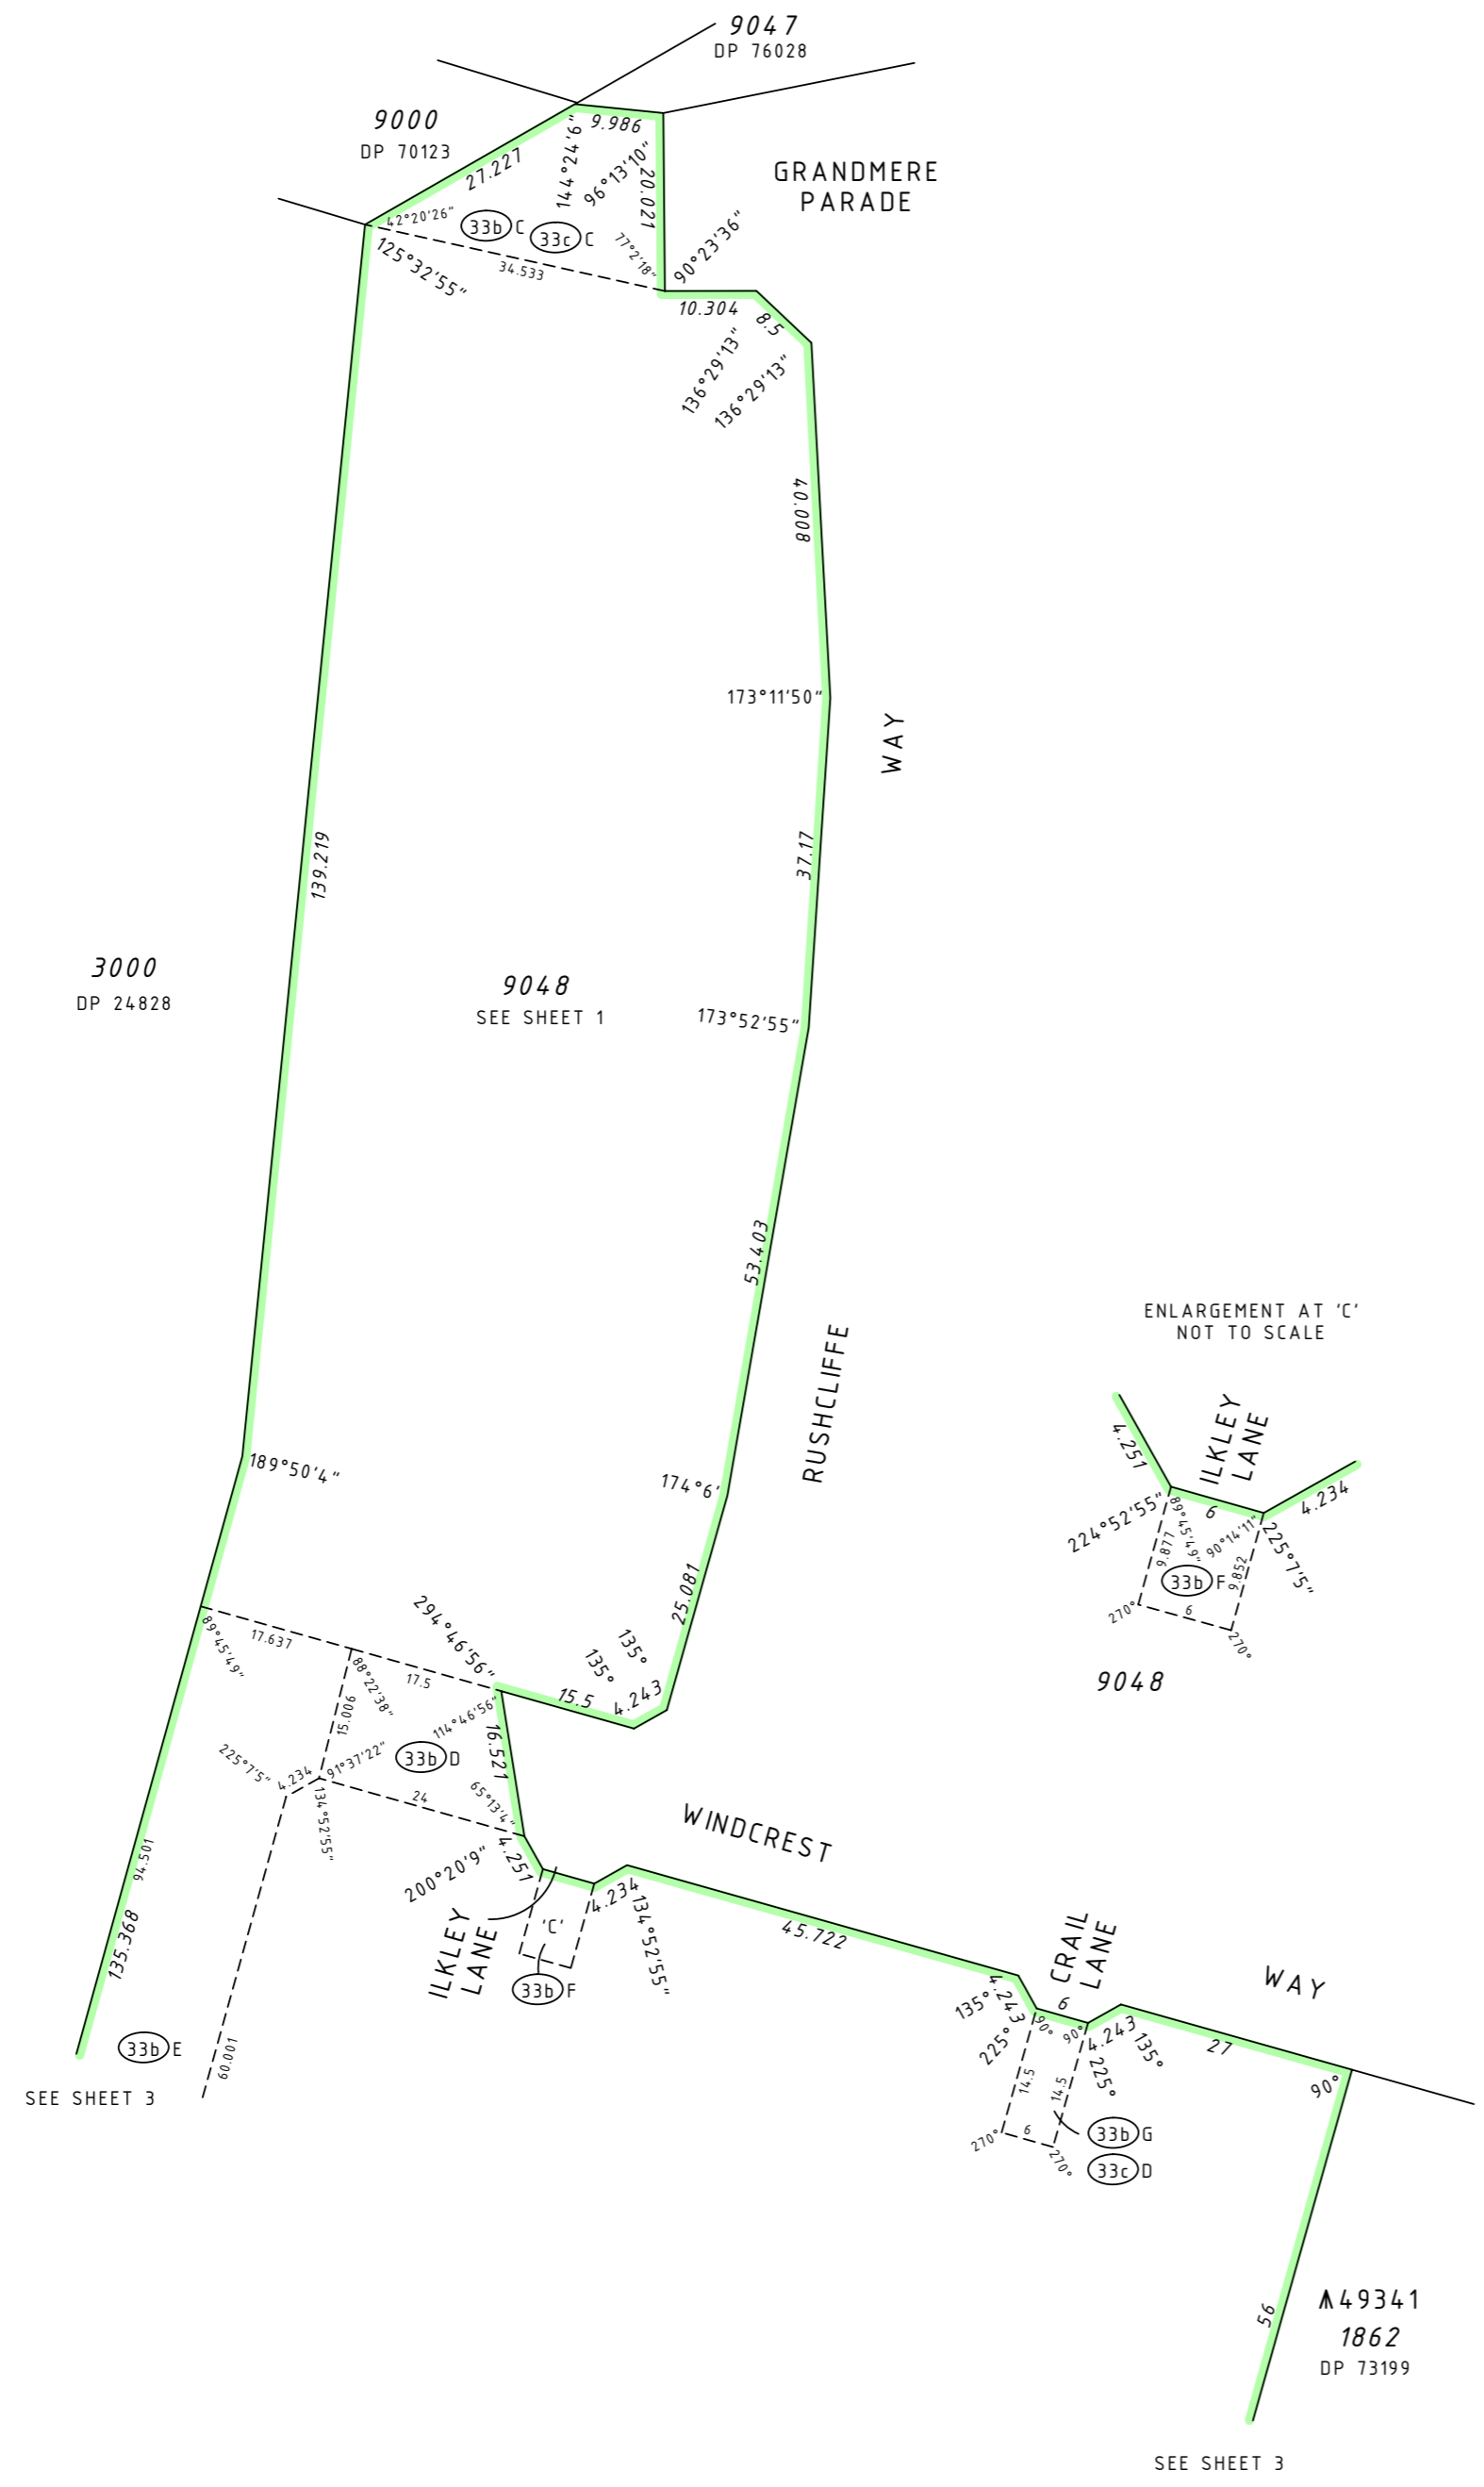 9047
DP 76028
9000
DP 70123
9.986
27.227
144°24'6"
96°13'10"
20.021
GRANDMERE
PARADE
42°20'26"
33b C
33c C
77°2'18"
90°23'36"
125°32'55"
34.533
10.304
8.5
136°29'13"
136°29'13"
40.008
173°11'50"
WAY
139.219
37.17
3000
DP 24828
9048
SEE SHEET 1
173°52'55"
53.403
ENLARGEMENT AT 'C'
NOT TO SCALE
RUSHCLIFFE
189°50'4"
174°6'
4.251
ILKLEY
LANE
6
4.234
224°52'55"
89°45'49"
90°14'11"
225°7'5"
9.877
9.852
33b F
270°
6
270°
9048
25.081
294°46'56"
135°
135°
89°45'49"
17.637
88°22'38"
17.5
15.5
4.243
15.006
114°46'56"
16.521
225°7'5"
4.234
91°37'22"
33b D
134°52'55"
24
65°13'4"
WINDCREST
94.501
200°20'9"
4.251
4.234
134°52'55"
45.722
135.368
ILKLEY
LANE
'C'
33b F
CRAIL
LANE
WAY
135°
4.243
6
225°
90°
90°
4.243
135°
27
225°
90°
33b E
60.001
SEE SHEET 3
14.5
14.5
270°
6
270°
33b G
33c D
56
49341
1862
DP 73199
SEE SHEET 3